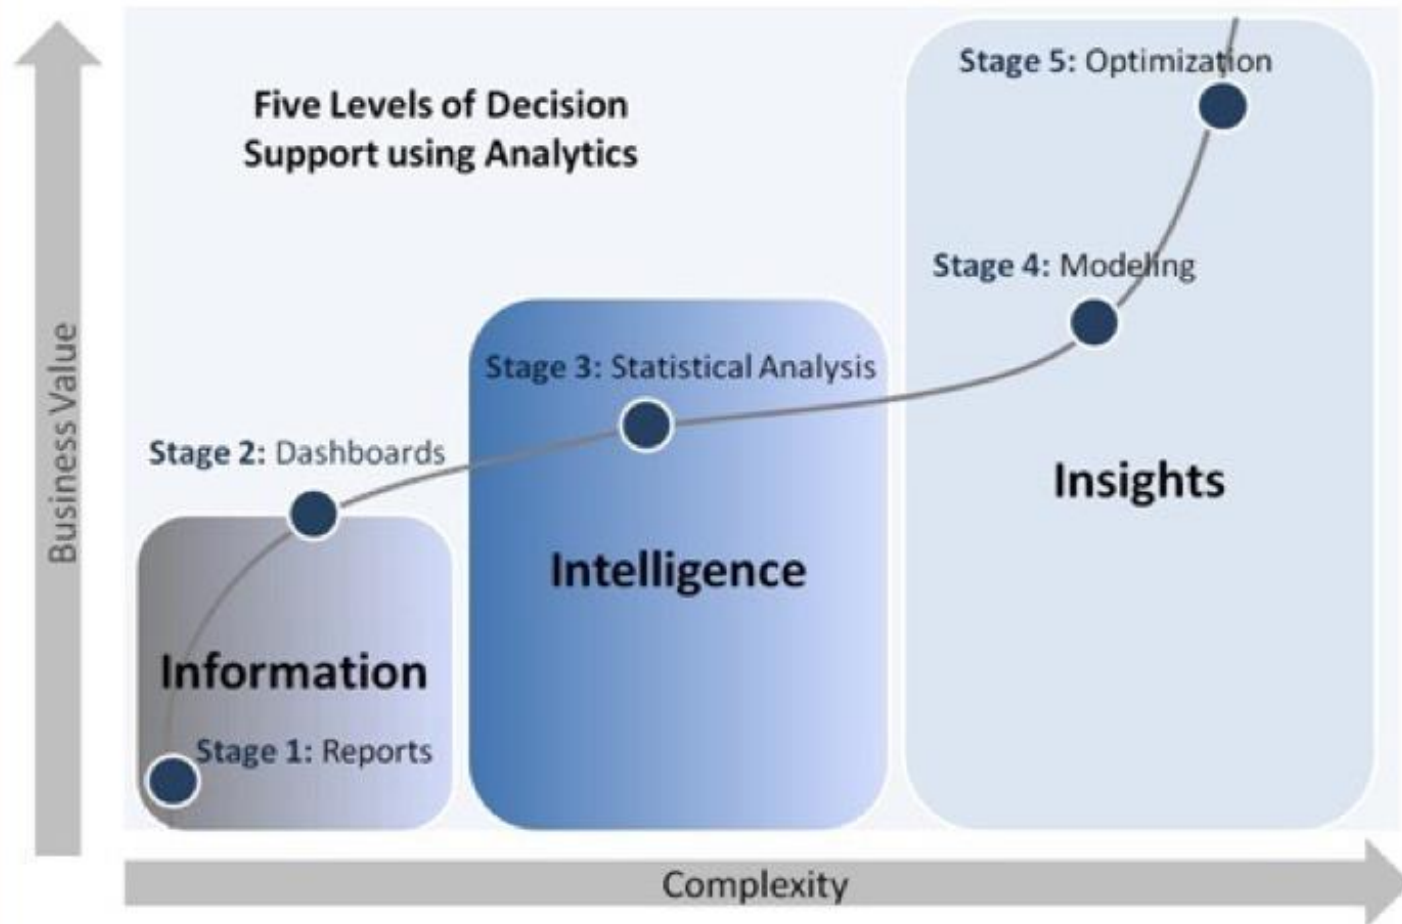 Five Levels of Decision
Support using Analytics
Stage 5: Optimization
Stage 4: Modeling
Stage 3: Statistical Analysis
Stage 2: Dashboards
Insights
Intelligence
Information
Stage 1: Reports
Business Value
Complexity